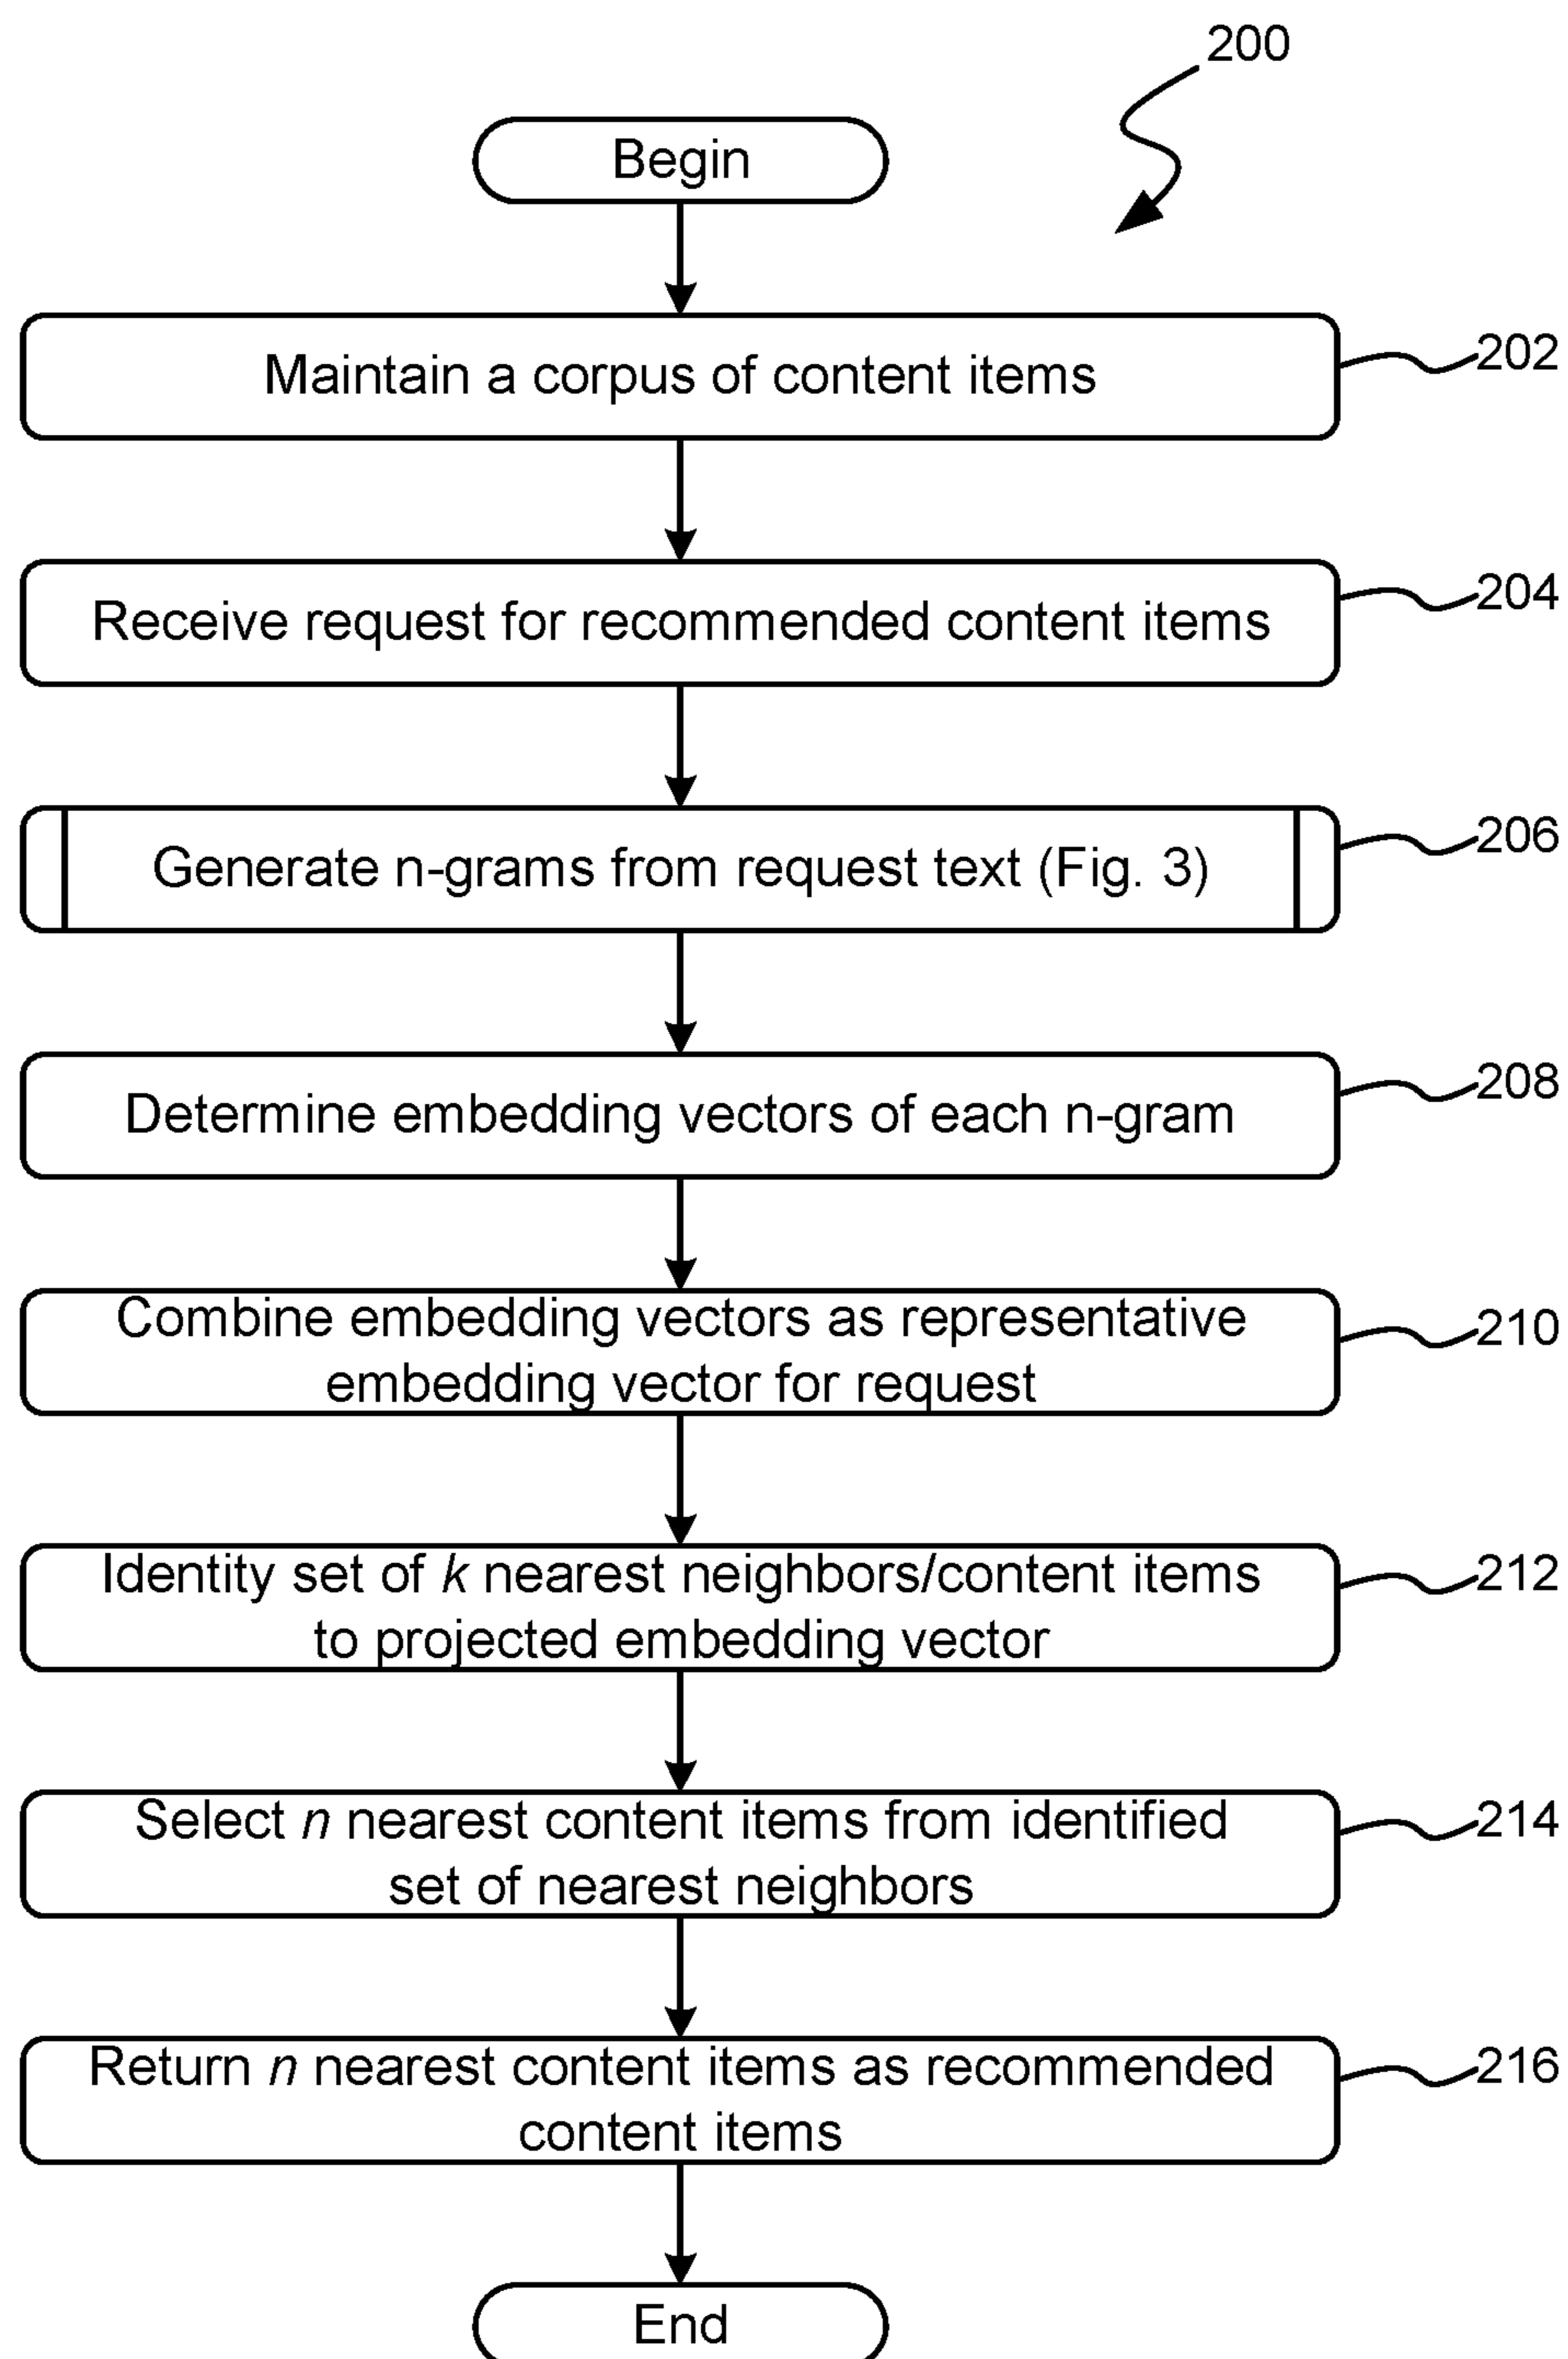 200
Begin
Maintain a corpus of content items
202
Receive request for recommended content items
204
Generate n-grams from request text (Fig. 3)
206
Determine embedding vectors of each n-gram
208
Combine embedding vectors as representative
embedding vector for request
210
Identity set of k nearest neighbors/content items
to projected embedding vector
212
Select n nearest content items from identified
set of nearest neighbors
214
Return n nearest content items as recommended
content items
216
End